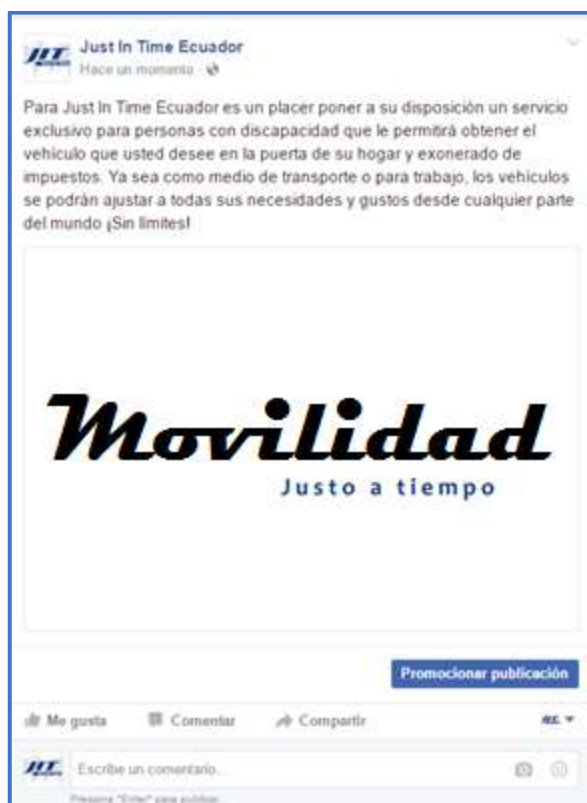 JIT
Just In Time Ecuador
Hace un momento
Para Just In Time Ecuador es un placer poner a su disposición un servicio
exclusivo para personas con discapacidad que le permitirá obtener el
vehículo que usted desee en la puerta de su hogar y exonerado de
impuestos. Ya sea como medio de transporte o para trabajo, los vehículos
se podrán ajustar a todas sus necesidades y gustos desde cualquier parte
del mundo ¡Sin limites!
Movilidad
Justo a tiempo
Promocionar publicación
Me gusta Comentar Compartir
JIT
Escribe un comentario...
Presiona "Enter" para publicar.